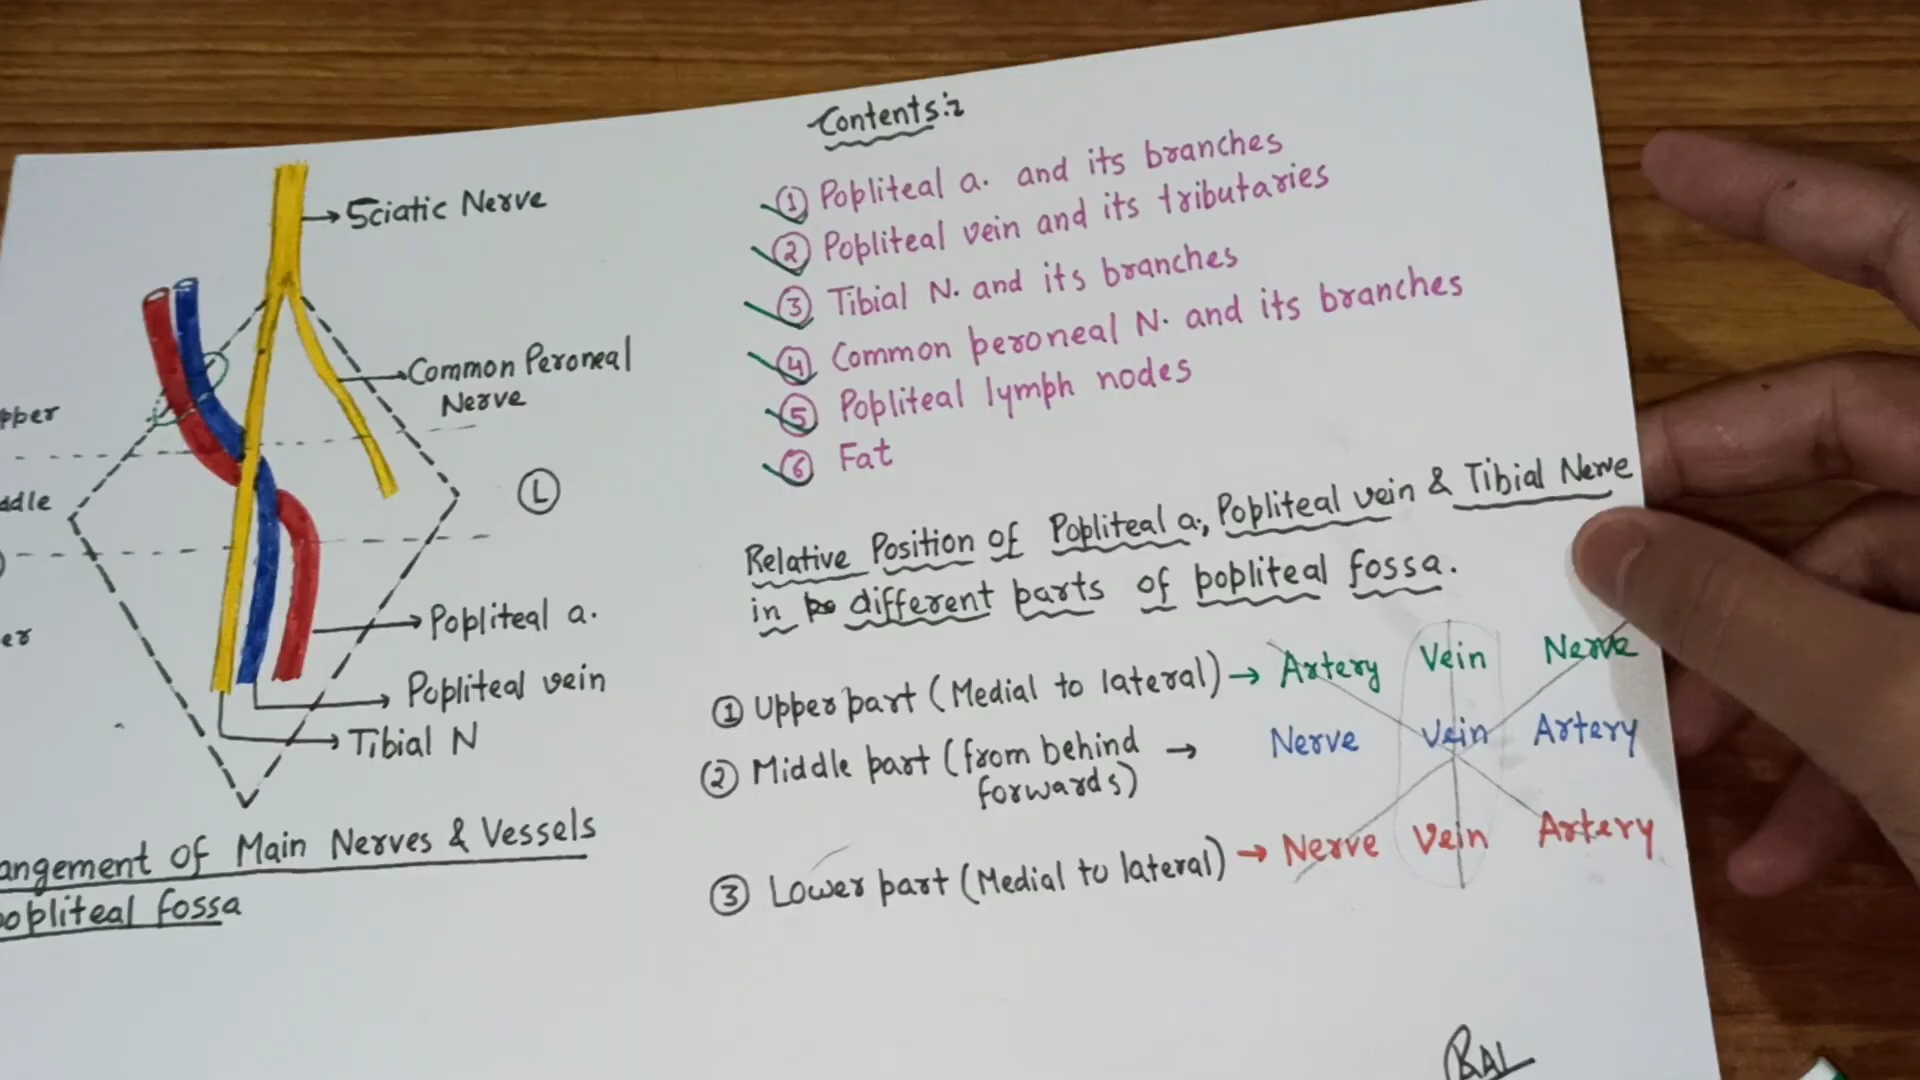 Sciatic Nerve
Common Peroneal
Nerve
L
Popliteal a.
Popliteal vein
Tibial N
of Main Nerves & Vessels
fossa
Contents:-
1 Popliteal a. and its branches
2 Popliteal vein and its tributaries
3 Tibial N. and its branches
4 Common peroneal N. and its branches
5 Popliteal lymph nodes
6 Fat
Relative Position of Popliteal a., Popliteal vein & Tibial Nerve
in different parts of popliteal fossa.
1 Upper part (Medial to lateral) → Artery Vein Nerve
2 Middle part (from behind → Nerve Vein Artery
forwards)
3 Lower part (Medial to lateral) → Nerve Vein Artery